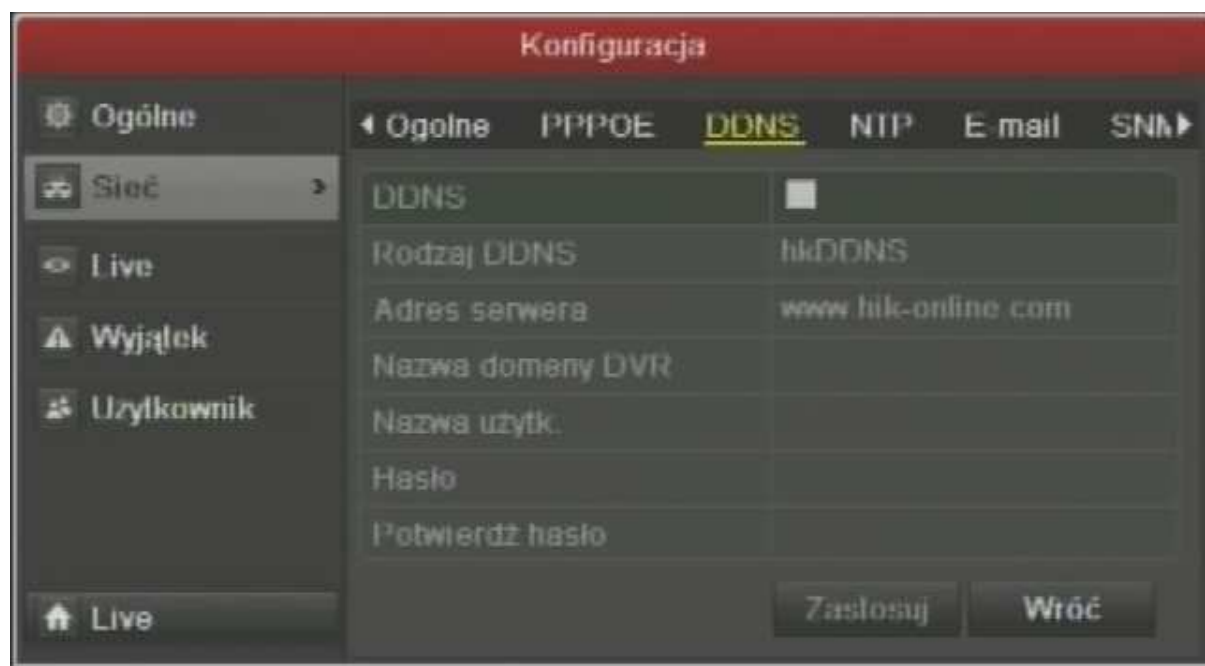 Konfiguracja
Ogólne
Sieć
Live
Wyjątek
Użytkownik
Live
Ogolne PPPOE DDNS NTP E-mail SNM
DDNS
Rodzaj DDNS hkDDNS
Adres serwera www.hik-online.com
Nazwa domeny DVR
Nazwa użytk.
Hasło
Potwierdź hasło
Zastosuj Wróć